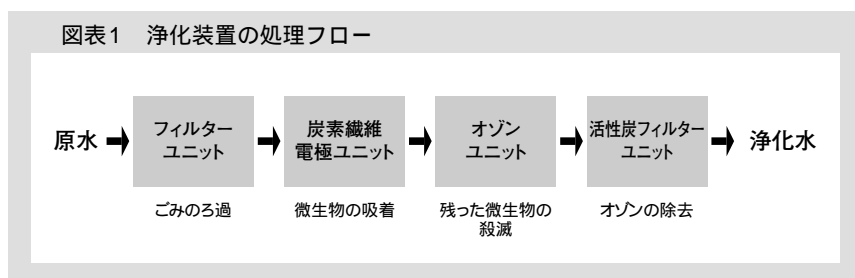 図表1　浄化装置の処理フロー
原水
フィルター
ユニット
炭素繊維
電極ユニット
オゾン
ユニット
活性炭フィルター
ユニット
浄化水
ごみのろ過
微生物の吸着
残った微生物の
殺滅
オゾンの除去